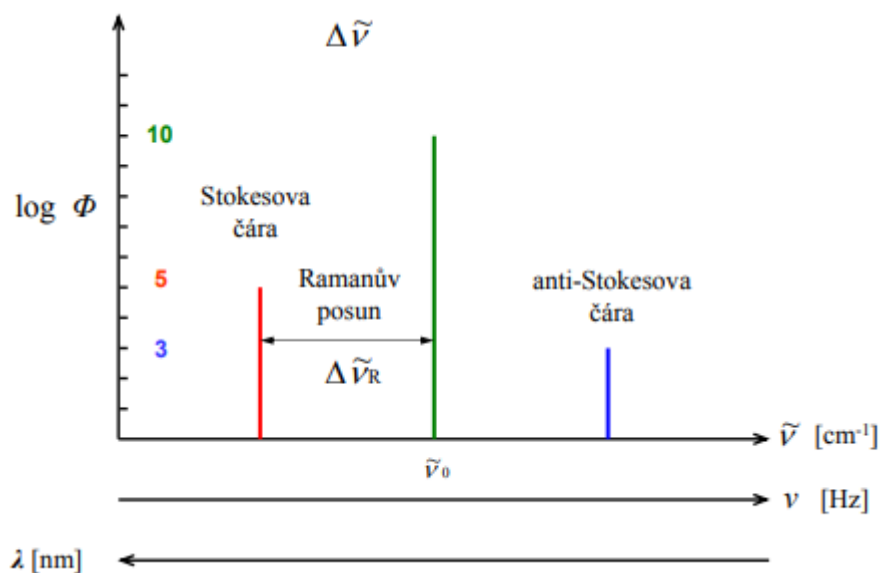 Δν̃
10
log Φ
Stokesova
čára
5
Ramanův
posun
anti-Stokesova
čára
3
Δν̃R
ν̃ [cm-1]
ν̃0
ν [Hz]
λ [nm]